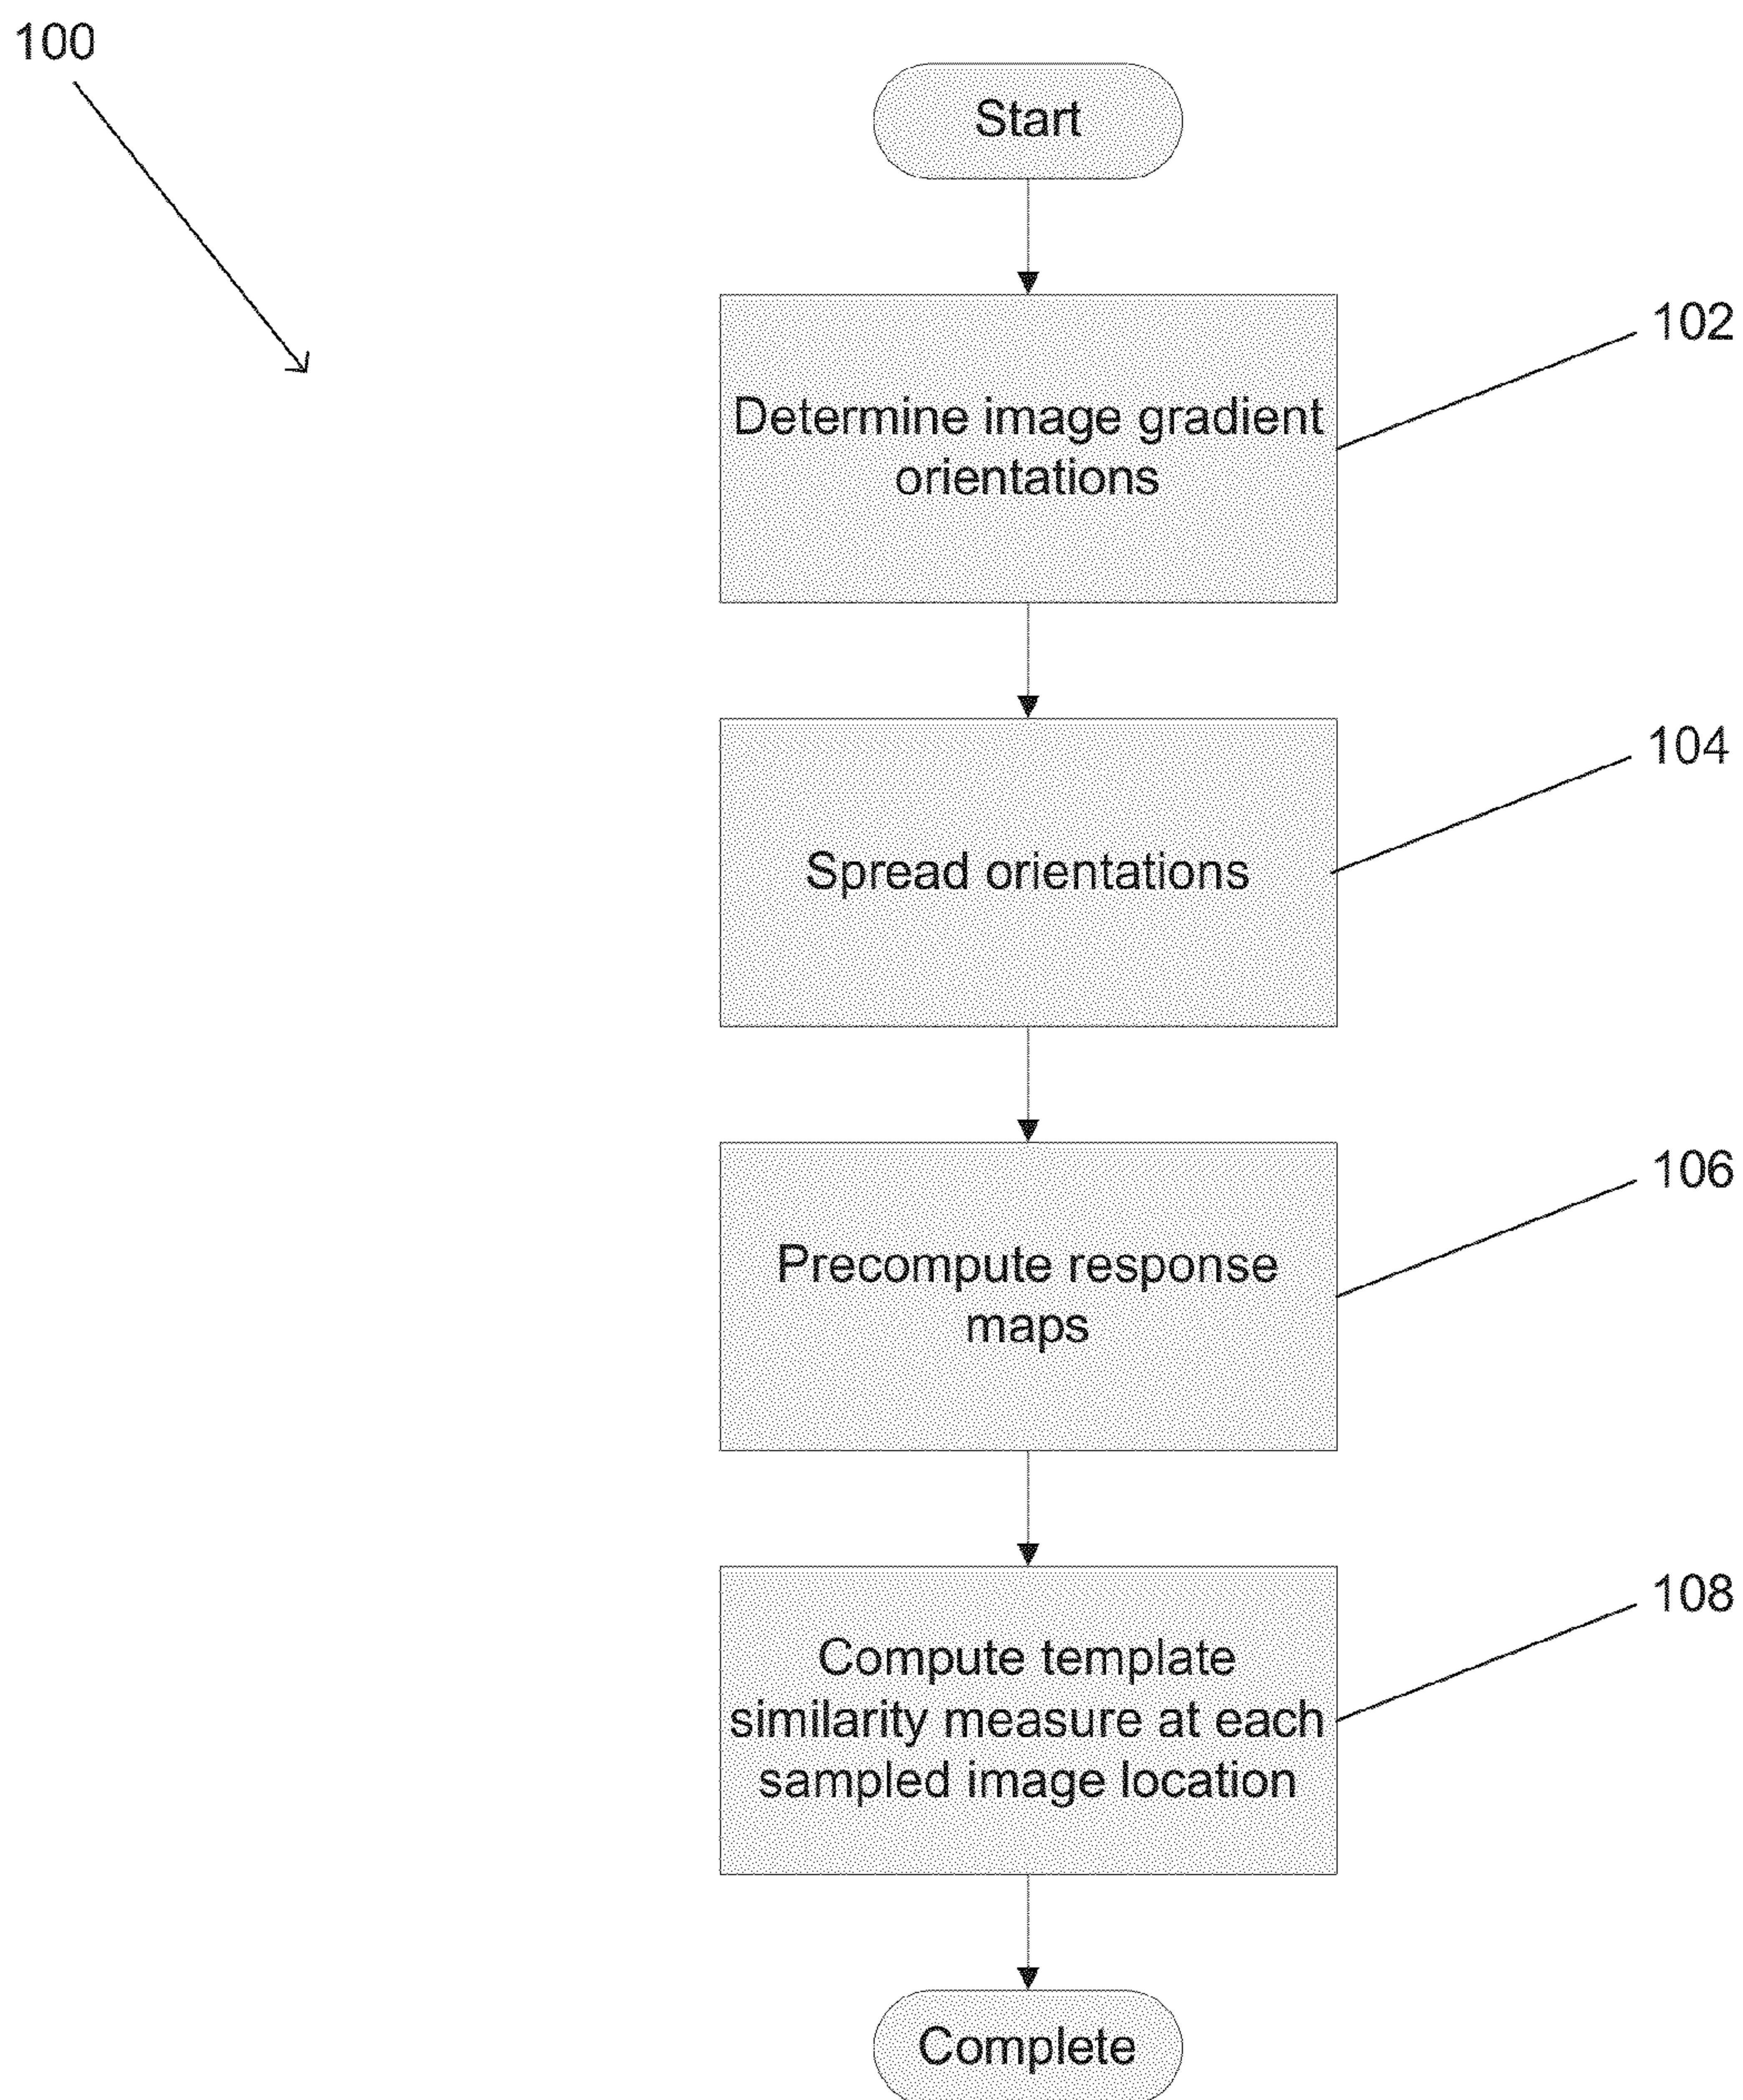 100
Start
102
Determine image gradient
orientations
104
Spread orientations
106
Precompute response
maps
108
Compute template
similarity measure at each
sampled image location
Complete